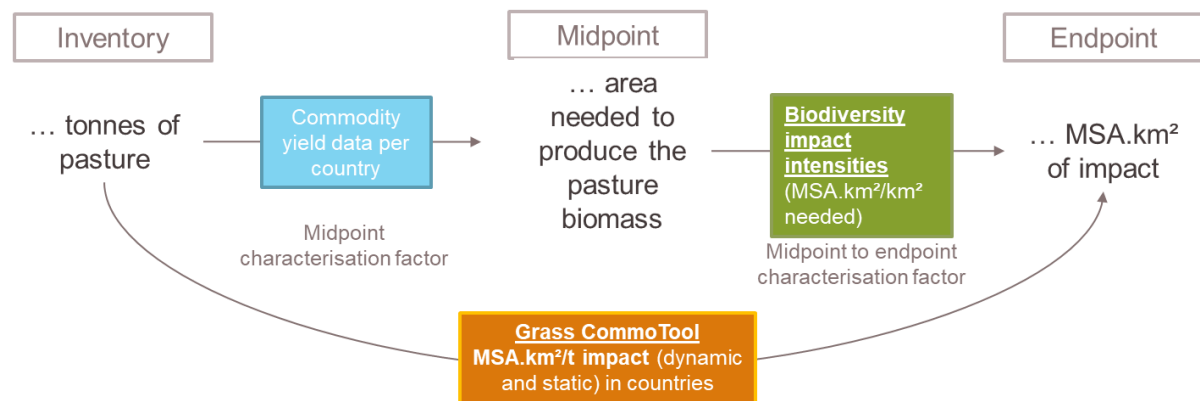 Inventory
Midpoint
Endpoint
… tonnes of
pasture
Commodity
yield data per
country
… area
needed to
produce the
pasture
biomass
Biodiversity
impact
intensities
(MSA.km²/km²
needed)
… MSA.km²
of impact
Midpoint
characterisation factor
Midpoint to endpoint
characterisation factor
Grass CommoTool
MSA.km²/t impact (dynamic
and static) in countries